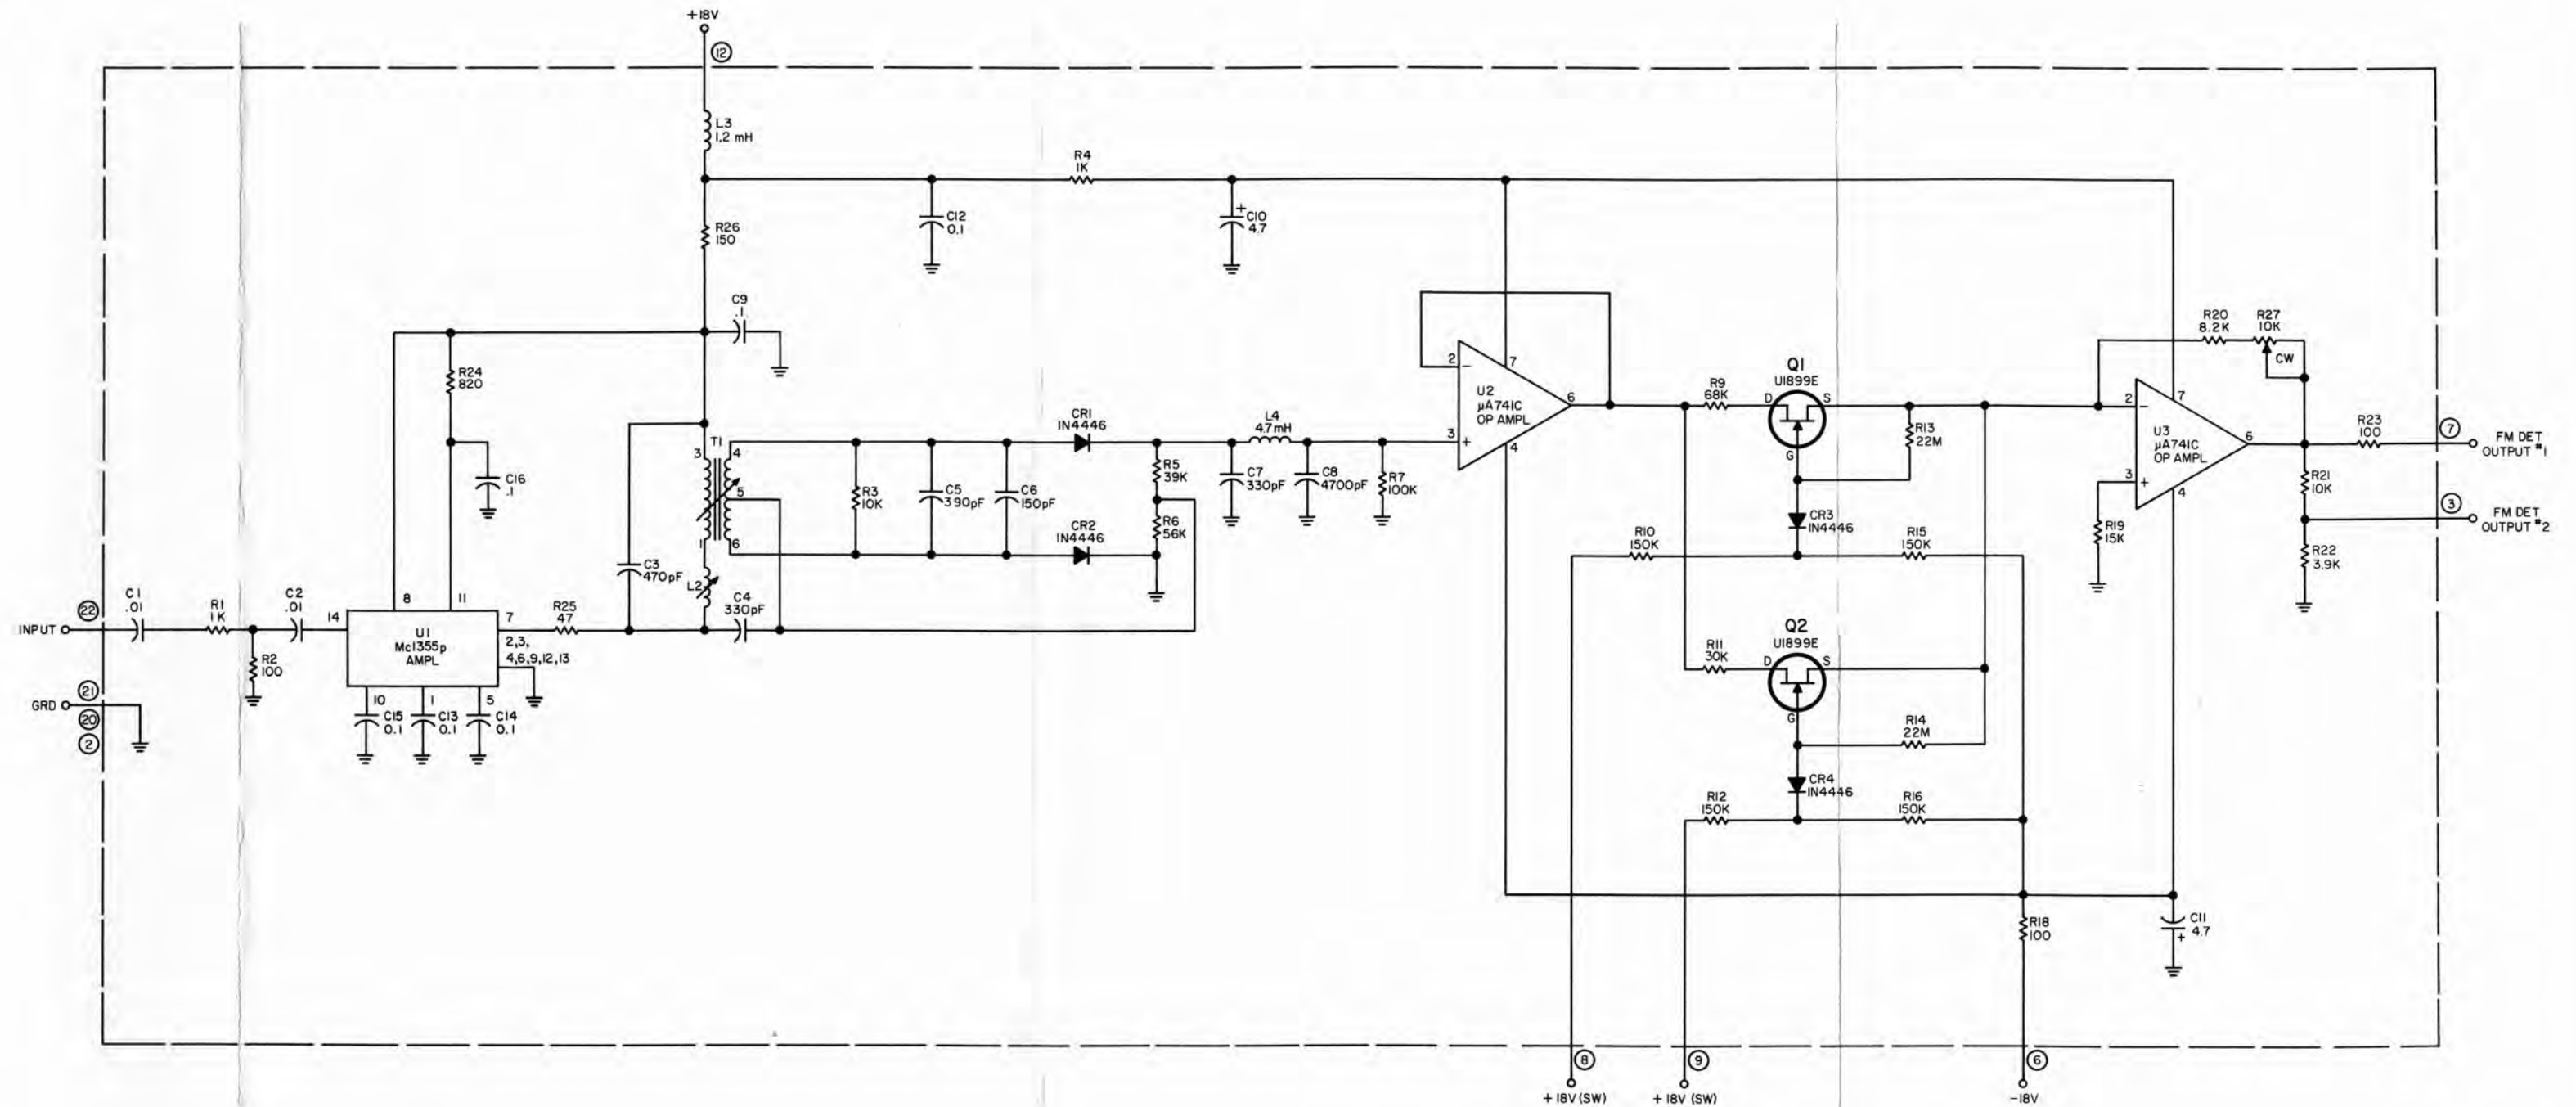 +18V
12
L3
1.2 mH
R4
1K
R26
150
C12
0.1
+
C10
4.7
C9
.1
R24
820
C16
.1
T1
3
4
5
1
6
L2
C3
470pF
C4
330pF
R3
10K
C5
390pF
C6
150pF
CR1
IN4446
CR2
IN4446
R5
39K
R6
56K
L4
4.7mH
C7
330pF
C8
4700pF
R7
100K
2
−
3
+
7
4
6
U2
µA741C
OP AMPL
R9
68K
Q1
U1899E
D
S
G
R13
22M
CR3
IN4446
R10
150K
R15
150K
R11
30K
Q2
U1899E
D
S
G
R14
22M
CR4
IN4446
R12
150K
R16
150K
R20
8.2K
R27
10K
CW
2
−
3
+
7
4
6
U3
µA741C
OP AMPL
R19
15K
R23
100
R21
10K
R22
3.9K
7
FM DET
OUTPUT #1
3
FM DET
OUTPUT #2
R18
100
C11
4.7
+
INPUT
22
C1
.01
R1
1K
C2
.01
R2
100
14
8
11
7
U1
Mc1355p
AMPL
2,3,
4,6,9,12,13
R25
47
10
1
5
C15
0.1
C13
0.1
C14
0.1
GRD
21
20
2
8
+18V (SW)
9
+18V (SW)
6
-18V